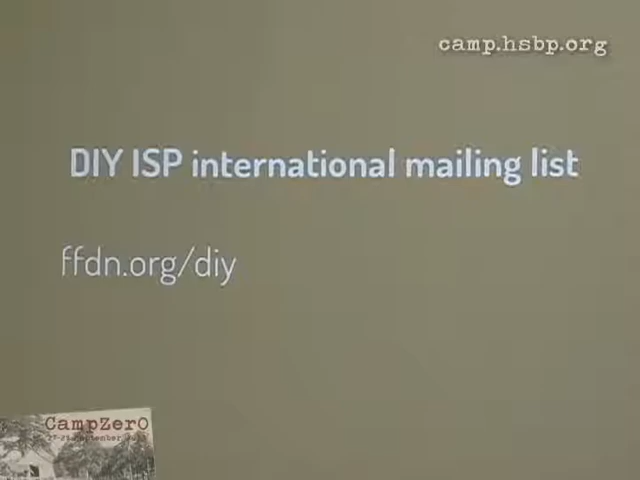 camp.hsbp.org
DIY ISP international mailing list
ffdn.org/diy
CampZer0